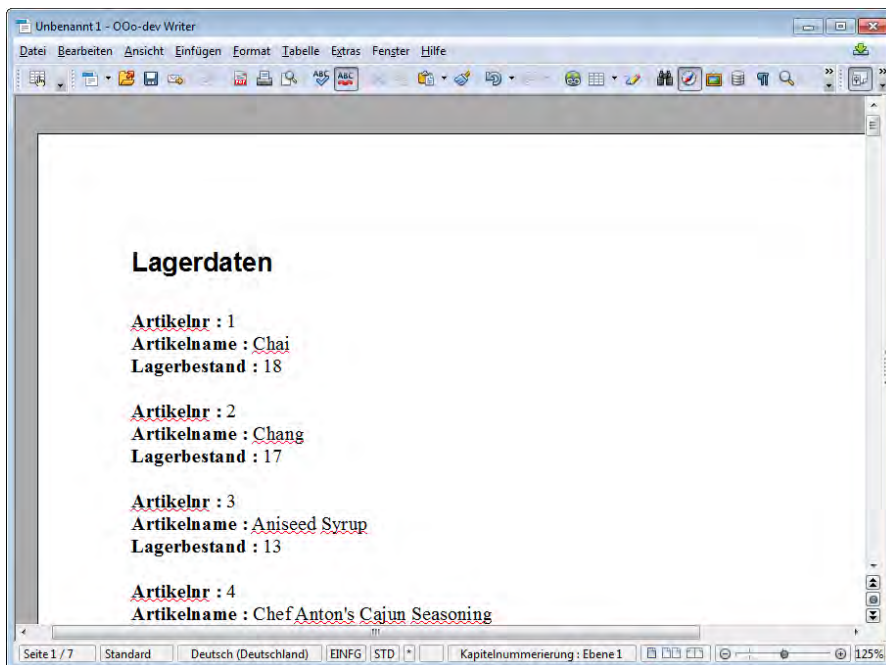 Unbenannt 1 - OOo-dev Writer
Datei Bearbeiten Ansicht Einfügen Format Tabelle Extras Fenster Hilfe
Lagerdaten
Artikelnr : 1
Artikelname : Chai
Lagerbestand : 18
Artikelnr : 2
Artikelname : Chang
Lagerbestand : 17
Artikelnr : 3
Artikelname : Aniseed Syrup
Lagerbestand : 13
Artikelnr : 4
Artikelname : Chef Anton's Cajun Seasoning
Seite 1 / 7 Standard Deutsch (Deutschland) EINFG STD * Kapitelnummerierung : Ebene 1 125%